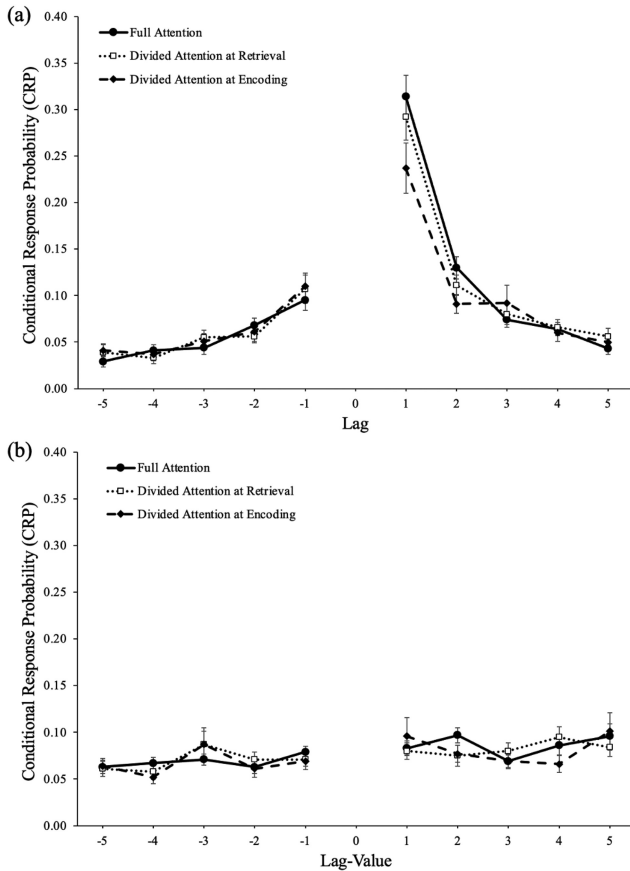 (a)
0.40
0.35
0.30
0.25
0.20
0.15
0.10
0.05
0.00
Conditional Response Probability (CRP)
Full Attention
Divided Attention at Retrieval
Divided Attention at Encoding
-5 -4 -3 -2 -1 0 1 2 3 4 5
Lag
(b)
0.40
0.35
0.30
0.25
0.20
0.15
0.10
0.05
0.00
Conditional Response Probability (CRP)
Full Attention
Divided Attention at Retrieval
Divided Attention at Encoding
-5 -4 -3 -2 -1 0 1 2 3 4 5
Lag-Value